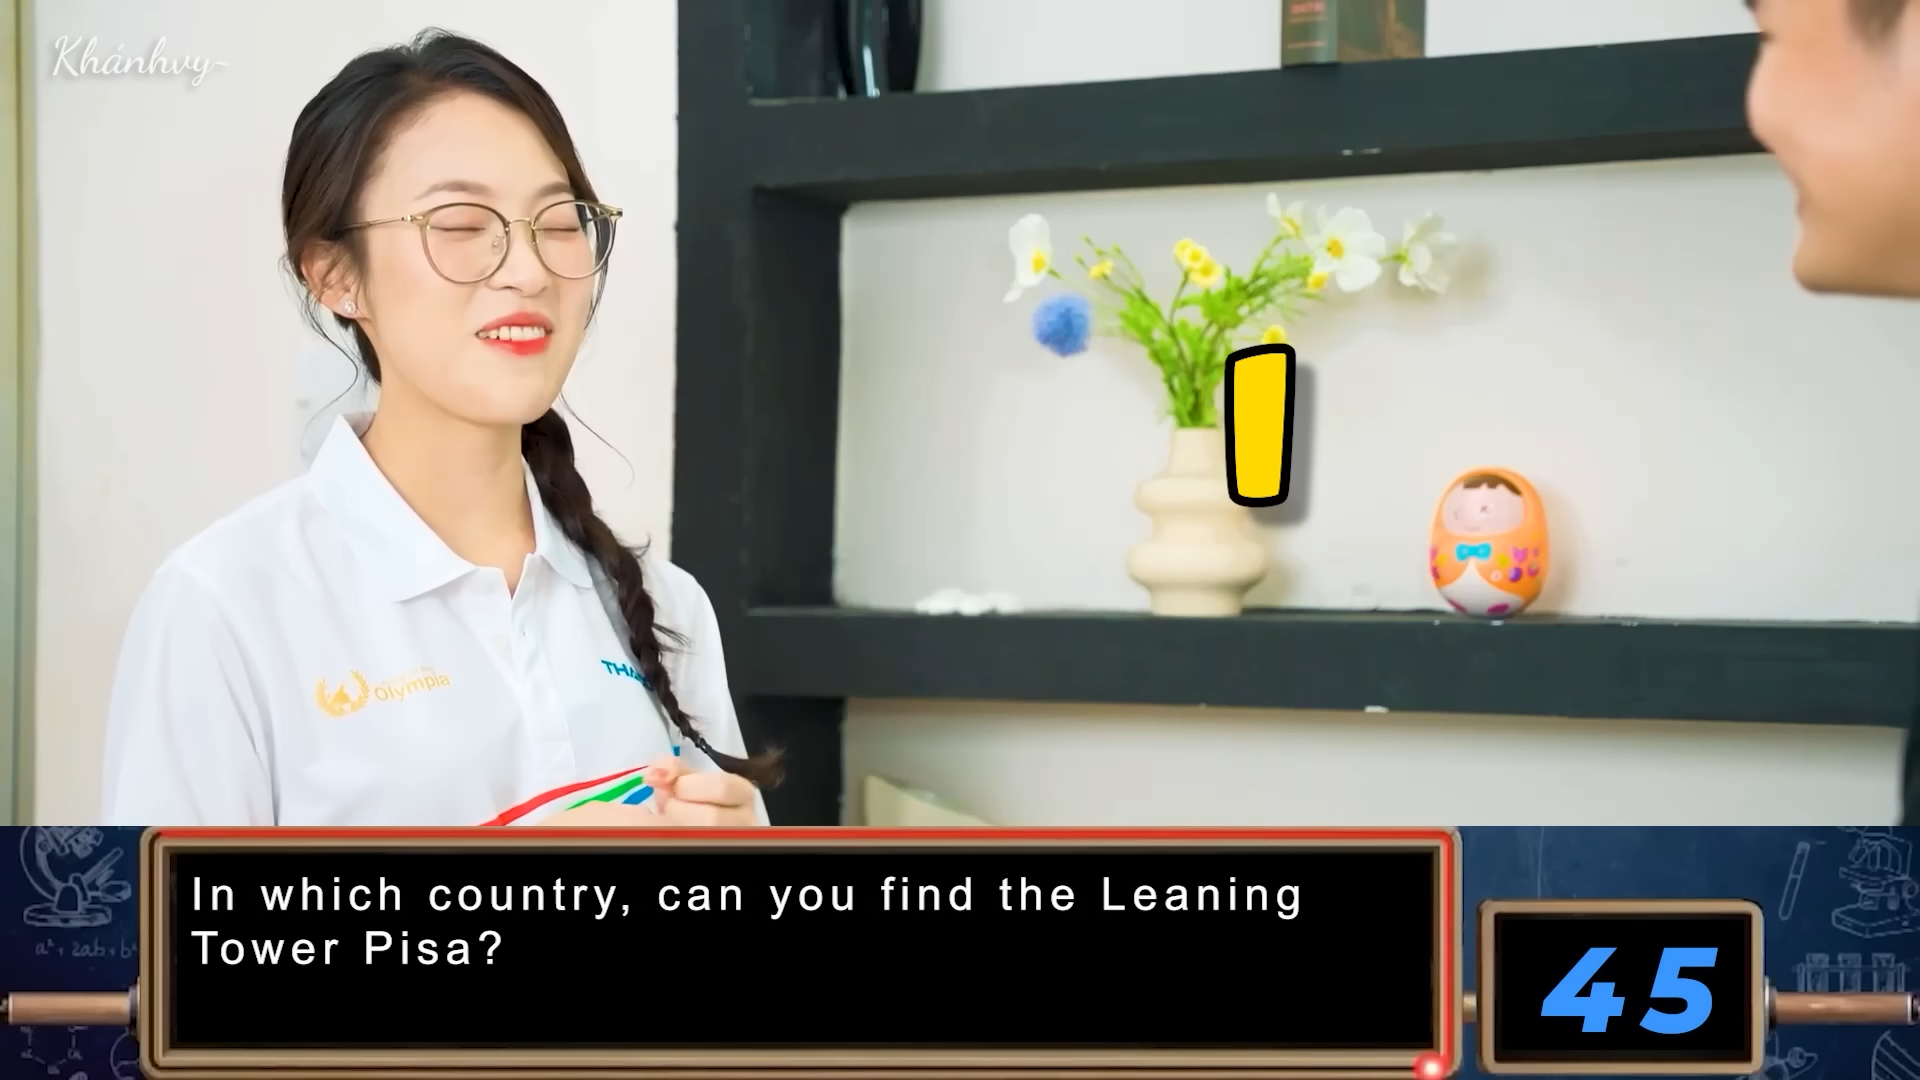 Khánhvy~
Olympia
In which country, can you find the Leaning
Tower Pisa?
45